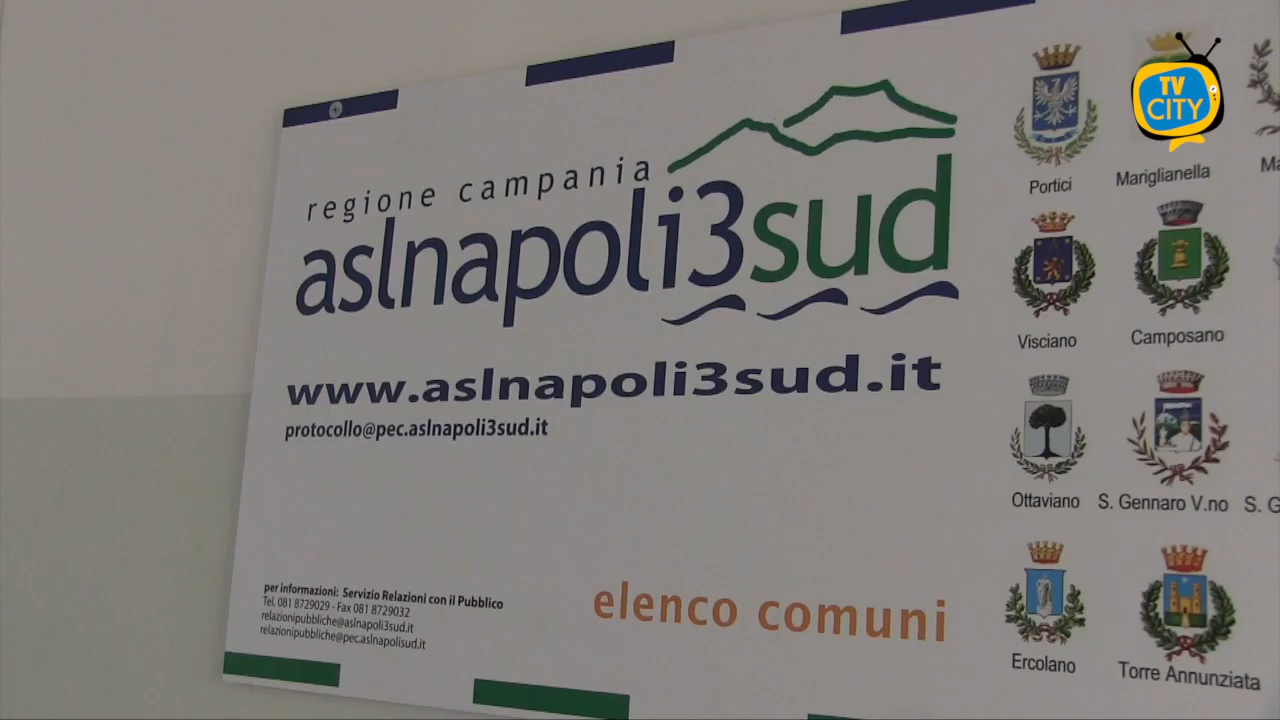 TV
CITY
regione campania
aslnapoli3sud
www.aslnapoli3sud.it
protocollo@pec.aslnapoli3sud.it
per informazioni: Servizio Relazioni con il Pubblico
Tel. 081 8729029 - Fax 081 8729032
relazionipubbliche@aslnapoli3sud.it
relazionipubbliche@pec.aslnapolisud.it
elenco comuni
Portici
Mariglianella
Visciano
Camposano
Ottaviano
S. Gennaro V.no
Ercolano
Torre Annunziata